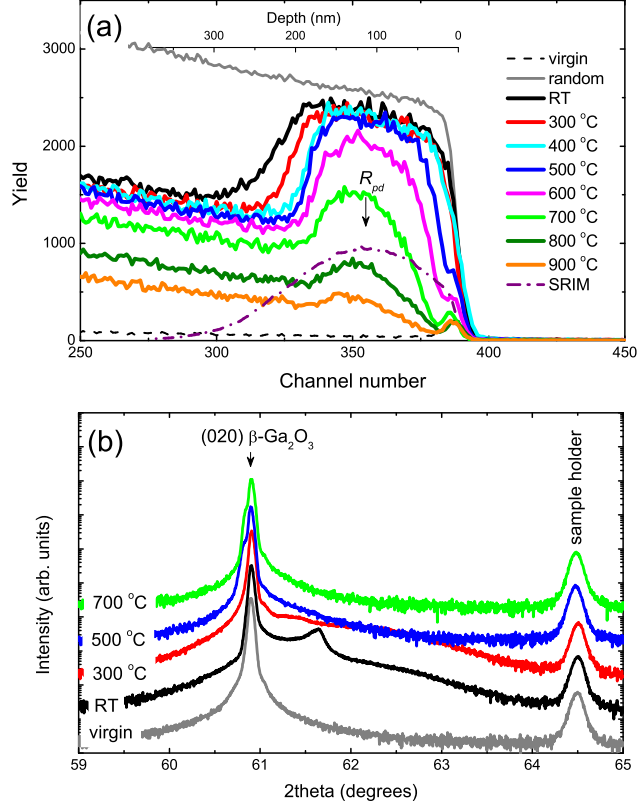 (a)
Depth (nm)
300 200 100 0
3000
2000
1000
0
Yield
virgin
random
RT
300 °C
400 °C
500 °C
600 °C
700 °C
800 °C
900 °C
SRIM
Rpd
250 300 350 400 450
Channel number
(b)
(020) β-Ga₂O₃
sample holder
Intensity (arb. units)
700 °C
500 °C
300 °C
RT
virgin
59 60 61 62 63 64 65
2theta (degrees)